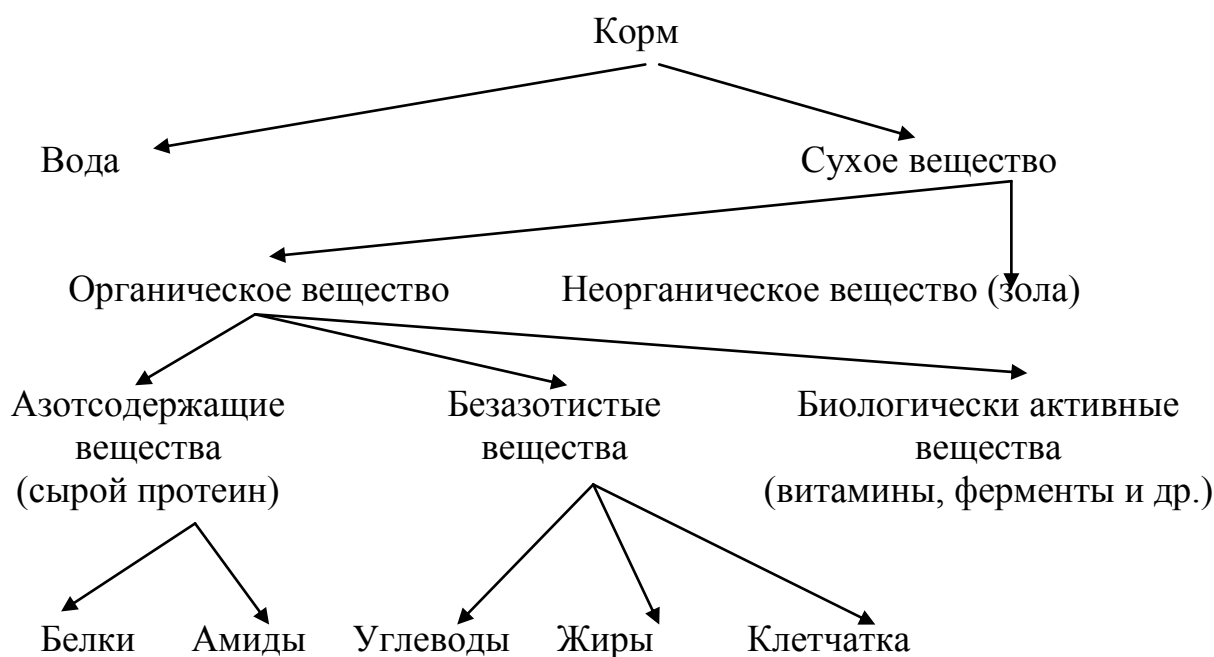 Корм
Вода
Сухое вещество
Органическое вещество
Неорганическое вещество (зола)
Азотсодержащие
вещества
(сырой протеин)
Безазотистые
вещества
Биологически активные
вещества
(витамины, ферменты и др.)
Белки
Амиды
Углеводы
Жиры
Клетчатка